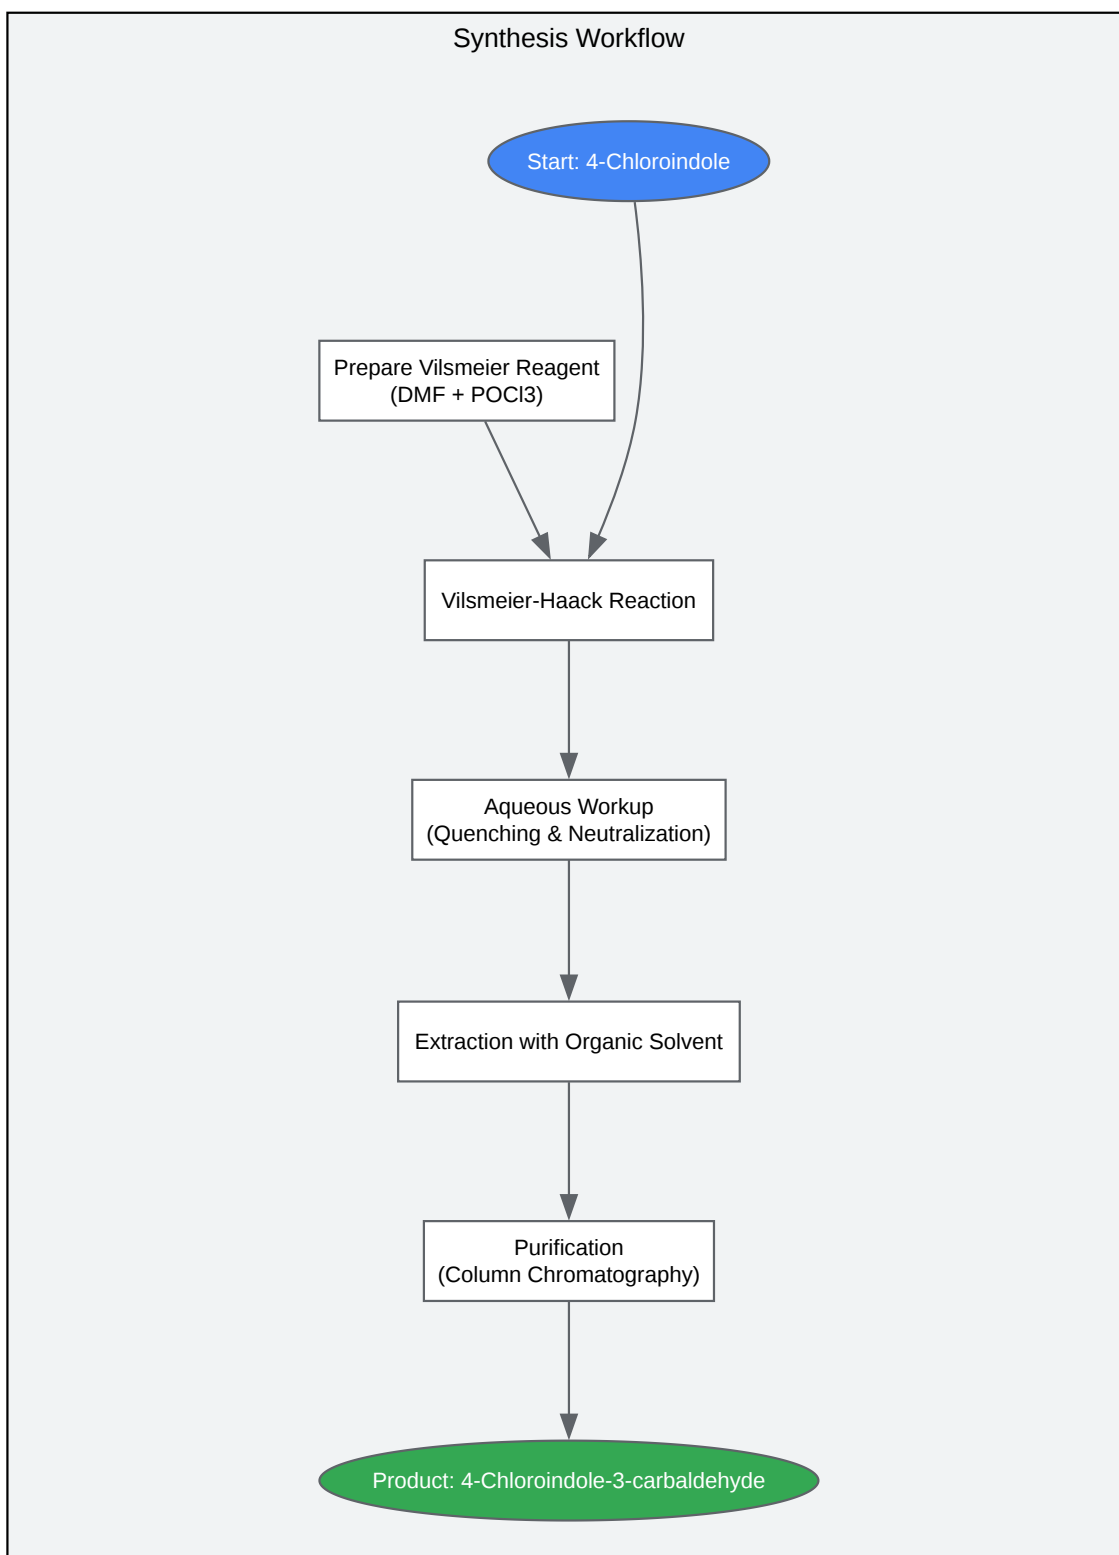 Synthesis Workflow
Start: 4-Chloroindole
Prepare Vilsmeier Reagent
(DMF + POCl3)
Vilsmeier-Haack Reaction
Aqueous Workup
(Quenching & Neutralization)
Extraction with Organic Solvent
Purification
(Column Chromatography)
Product: 4-Chloroindole-3-carbaldehyde